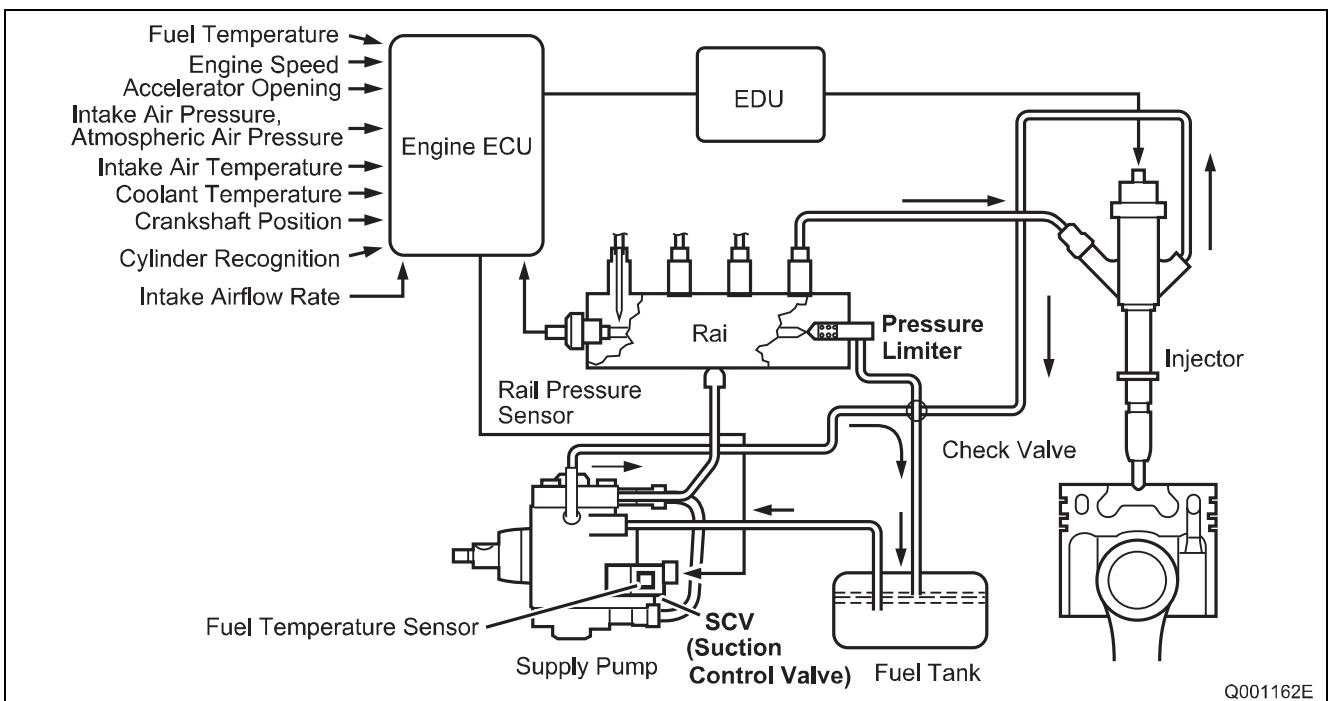 Fuel Temperature
Engine Speed
Accelerator Opening
Intake Air Pressure,
Atmospheric Air Pressure
Intake Air Temperature
Coolant Temperature
Crankshaft Position
Cylinder Recognition
Intake Airflow Rate
Engine ECU
EDU
Rai
Pressure
Limiter
Injector
Rail Pressure
Sensor
Check Valve
Fuel Temperature Sensor
SCV
(Suction
Control Valve)
Supply Pump
Fuel Tank
Q001162E